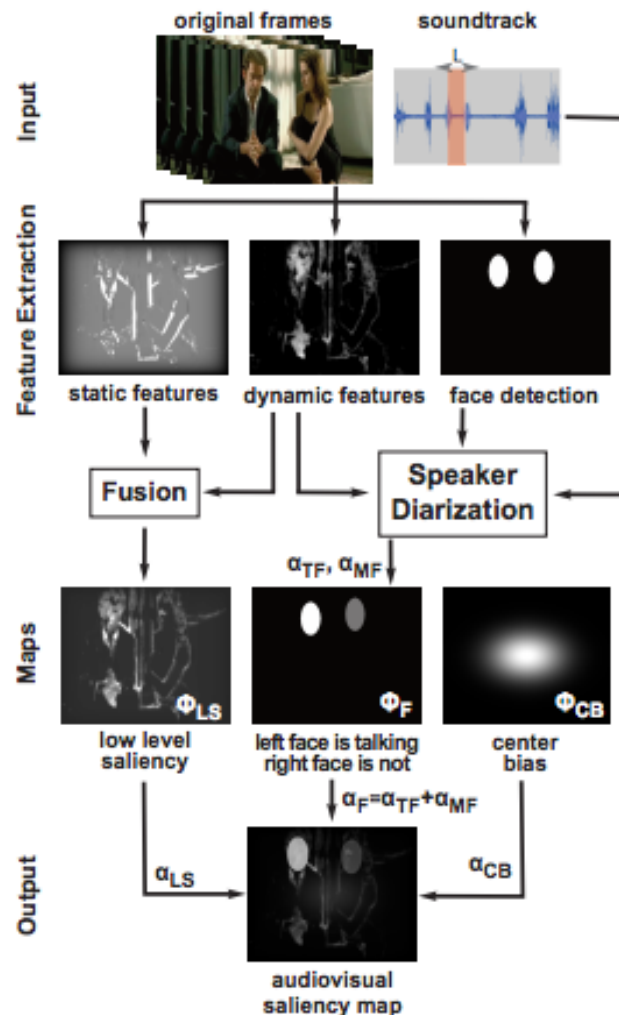 original frames
soundtrack
L
Input
Feature Extraction
static features
dynamic features
face detection
Fusion
Speaker
Diarization
αTF, αMF
Maps
ΦLS
ΦF
ΦCB
low level
saliency
left face is talking
right face is not
center
bias
αF=αTF+αMF
αLS
αCB
Output
audiovisual
saliency map